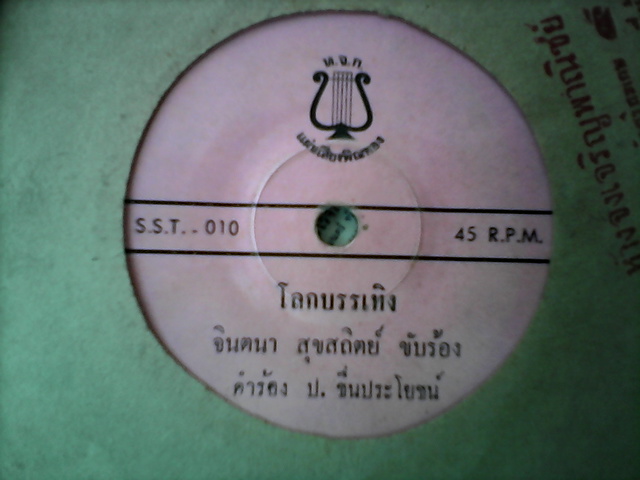 ห.จ.ก.
แผ่นเสียงพิณทอง
S.S.T. - 010
45 R.P.M.
โลกบรรเทิง
จินตนา สุขสถิตย์ ขับร้อง
คำร้อง ป. ชื่นประโยชน์